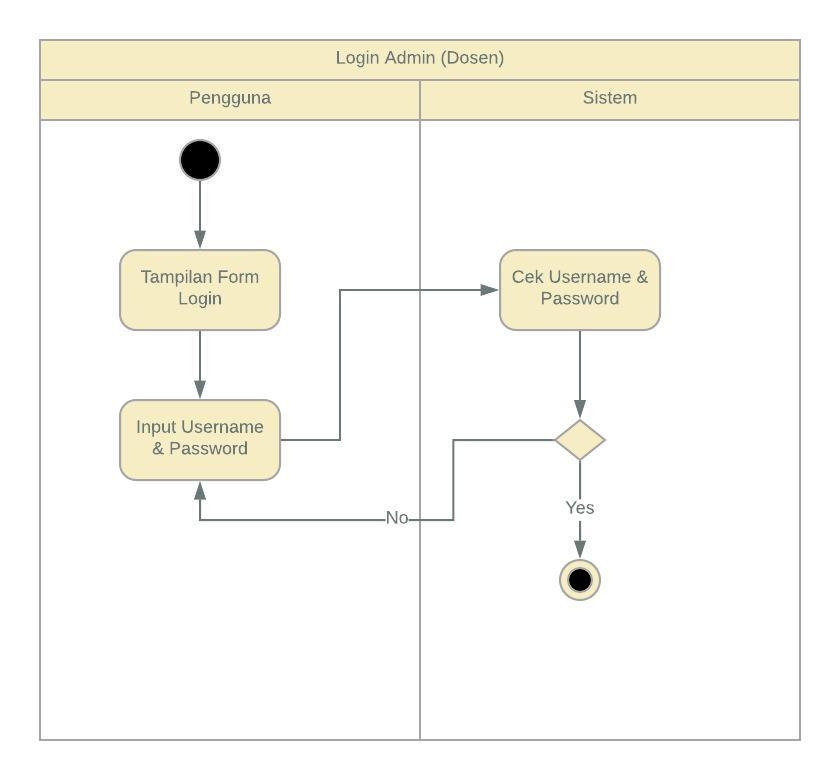 Login Admin (Dosen)
Pengguna
Sistem
Tampilan Form
Login
Cek Username &
Password
Input Username
& Password
No
Yes